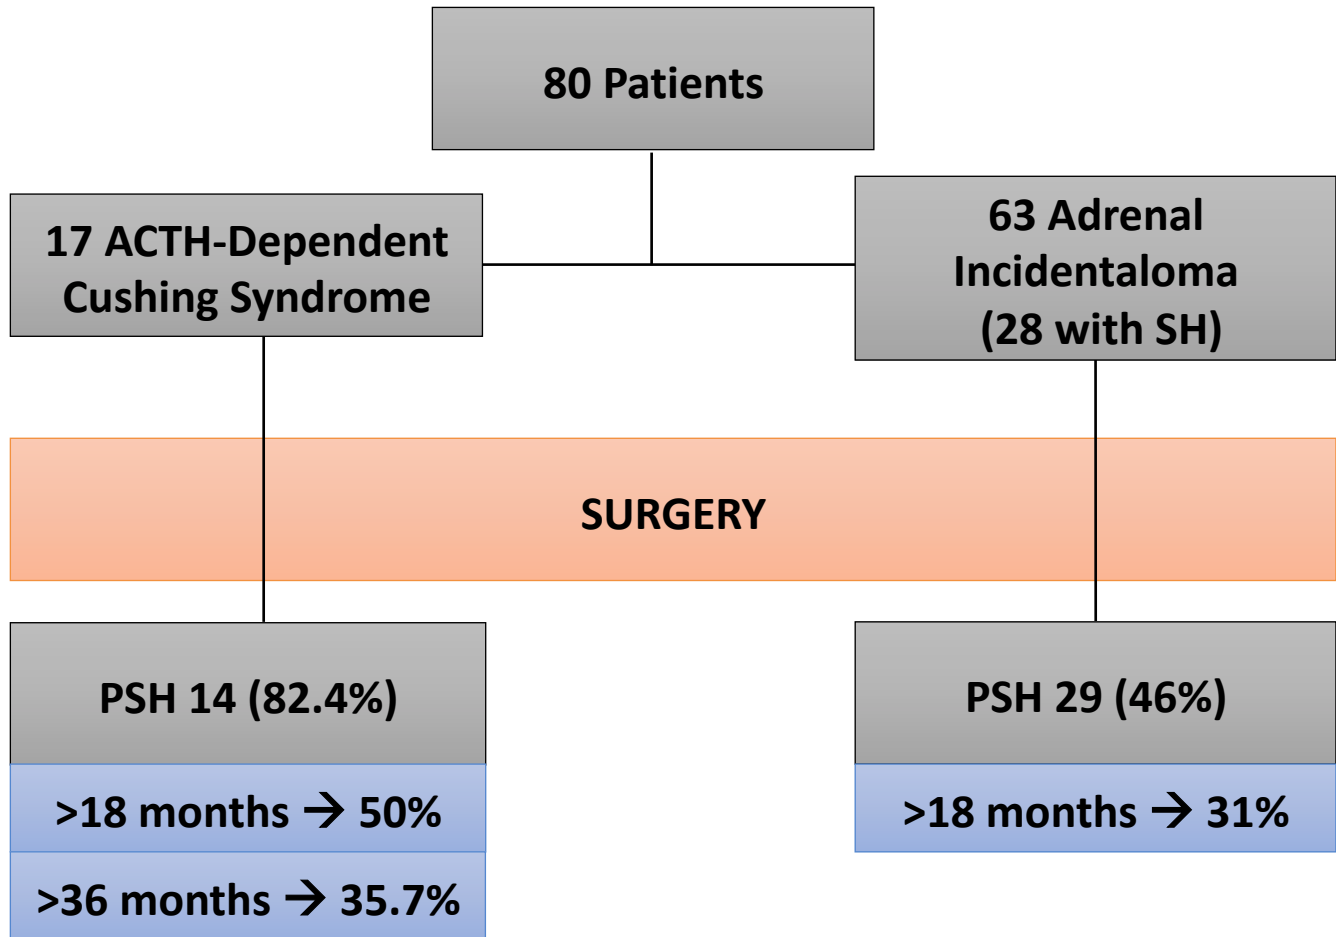 80 Patients
17 ACTH-Dependent
Cushing Syndrome
63 Adrenal
Incidentaloma
(28 with SH)
SURGERY
PSH 14 (82.4%)
>18 months → 50%
>36 months → 35.7%
PSH 29 (46%)
>18 months → 31%